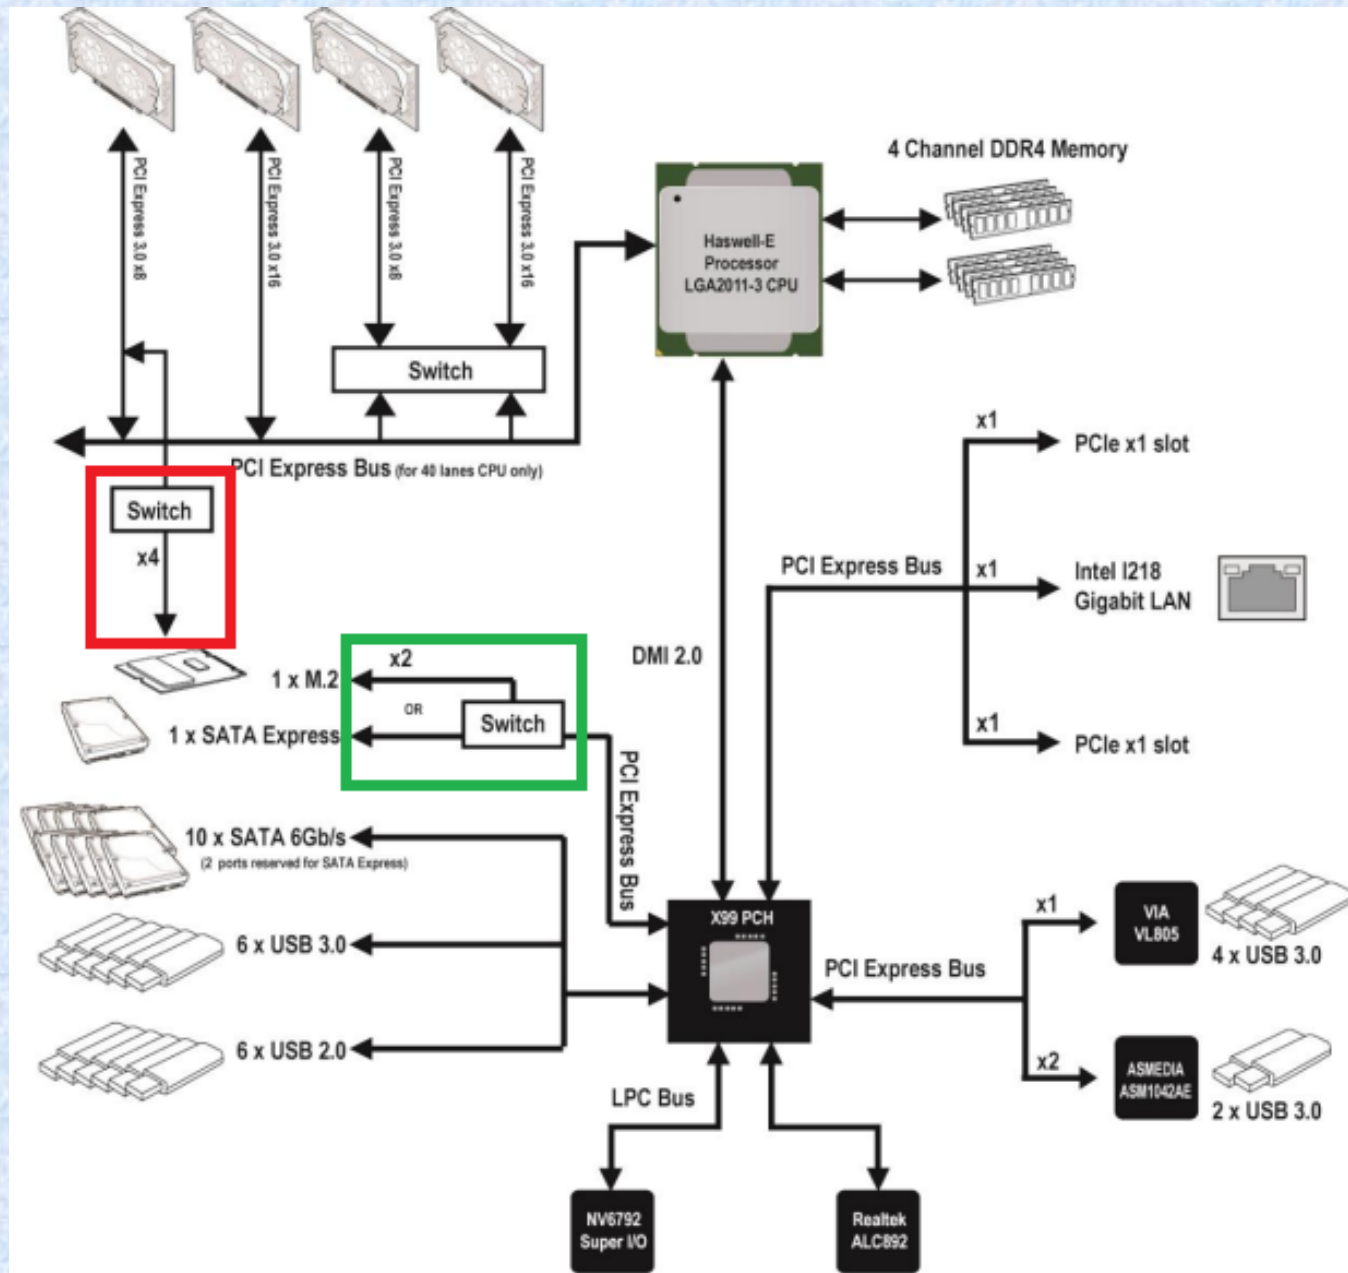 PCI Express 3.0 x8
PCI Express 3.0 x16
PCI Express 3.0 x8
PCI Express 3.0 x16
4 Channel DDR4 Memory
Haswell-E
Processor
LGA2011-3 CPU
Switch
PCI Express Bus (for 40 lanes CPU only)
Switch
x4
x1
PCIe x1 slot
PCI Express Bus
x1
Intel I218
Gigabit LAN
x1
PCIe x1 slot
DMI 2.0
1 x M.2
x2
OR
Switch
1 x SATA Express
PCI Express Bus
10 x SATA 6Gb/s
(2 ports reserved for SATA Express)
6 x USB 3.0
6 x USB 2.0
X99 PCH
PCI Express Bus
x1
VIA
VL805
4 x USB 3.0
x2
ASMEDIA
ASM1042AE
2 x USB 3.0
LPC Bus
NV6792
Super I/O
Realtek
ALC892